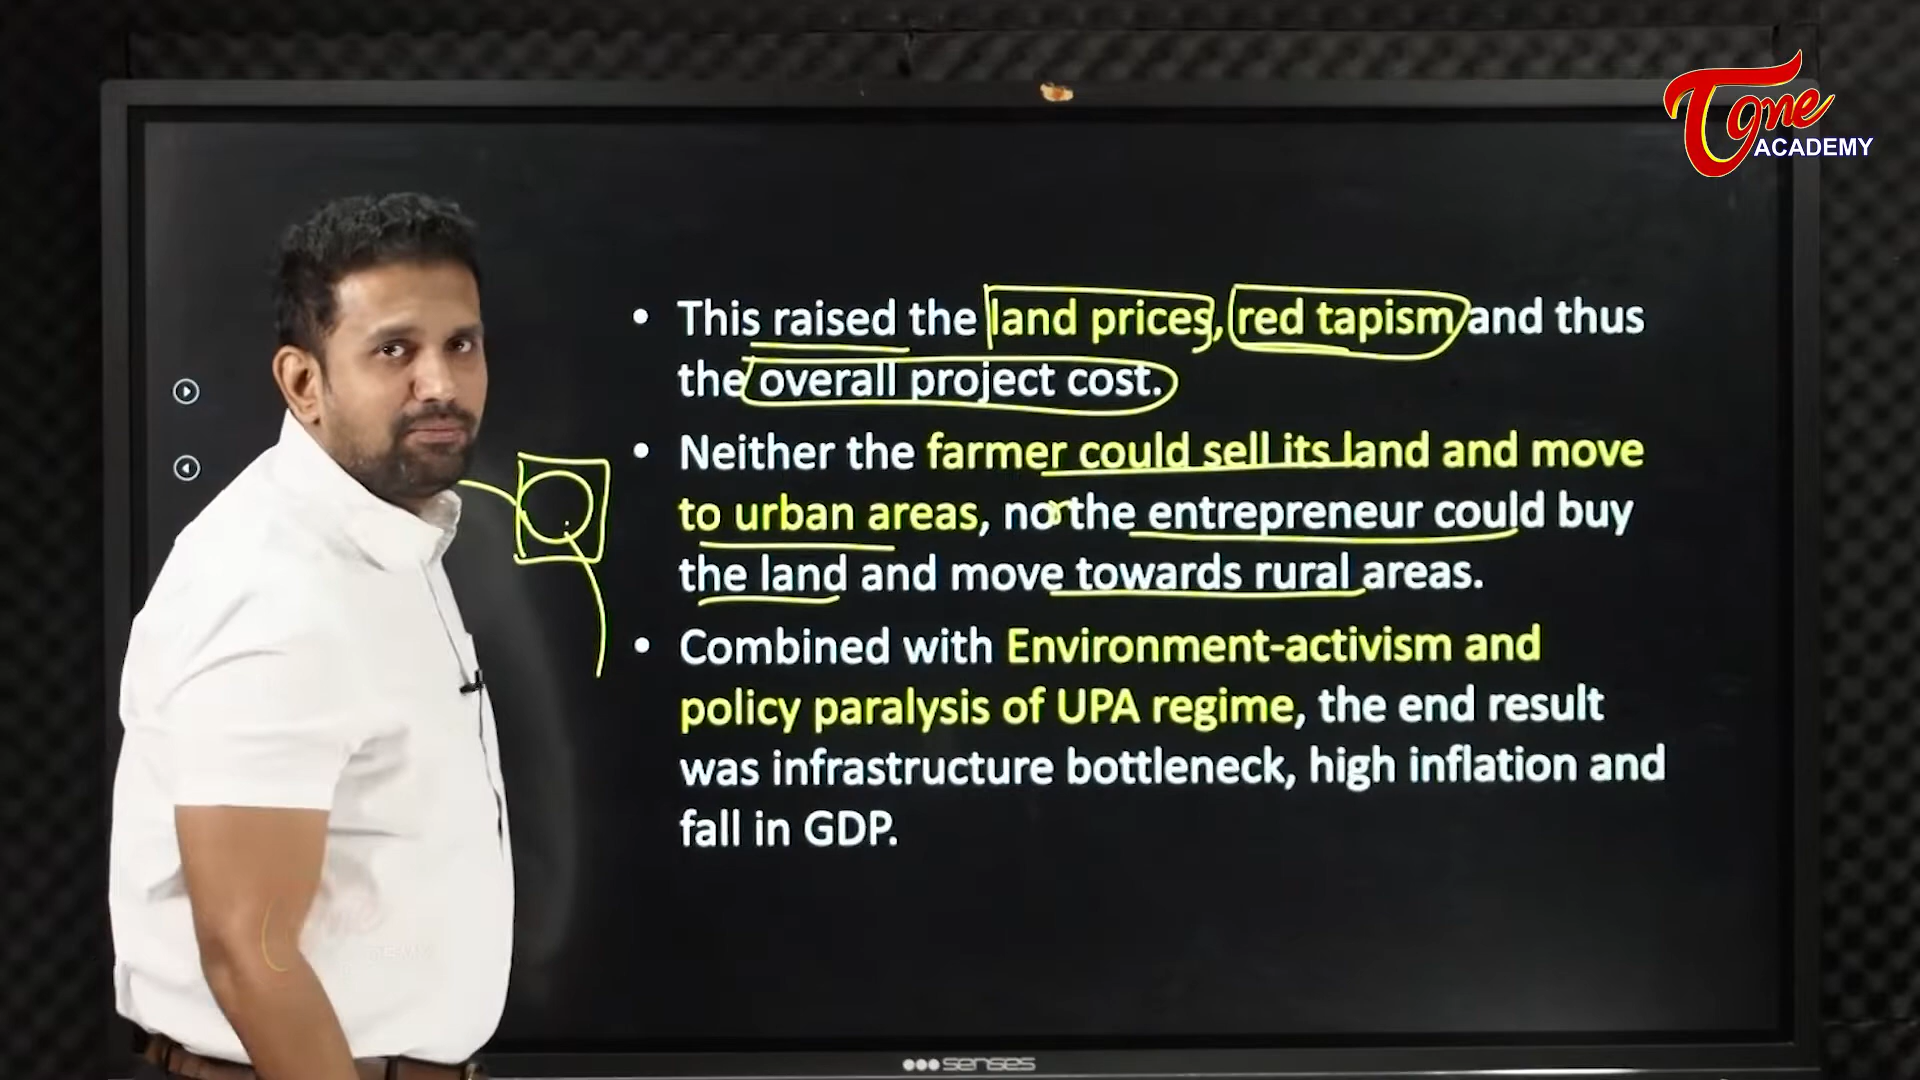 Tone
ACADEMY
• This raised the land prices, red tapism and thus
the overall project cost.
• Neither the farmer could sell its land and move
to urban areas, nor the entrepreneur could buy
the land and move towards rural areas.
• Combined with Environment-activism and
policy paralysis of UPA regime, the end result
was infrastructure bottleneck, high inflation and
fall in GDP.
senses